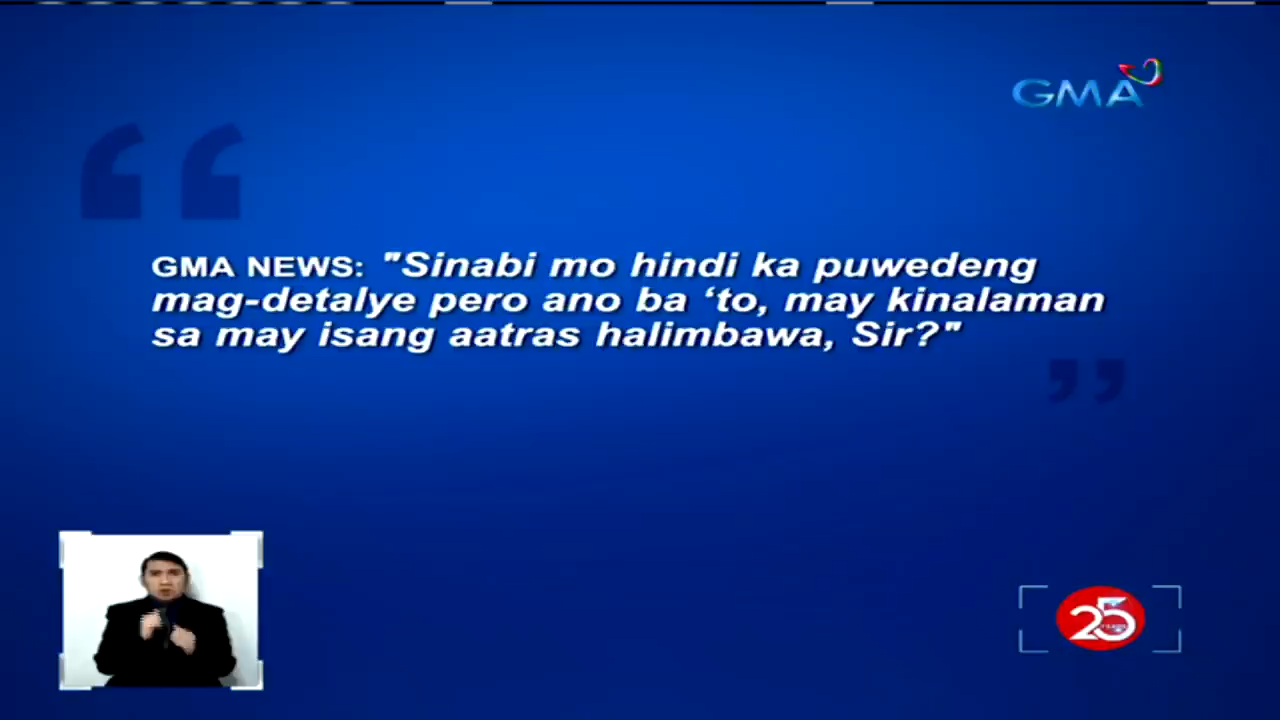 GMA
GMA NEWS: "Sinabi mo hindi ka puwedeng
mag-detalye pero ano ba ‘to, may kinalaman
sa may isang aatras halimbawa, Sir?"
25